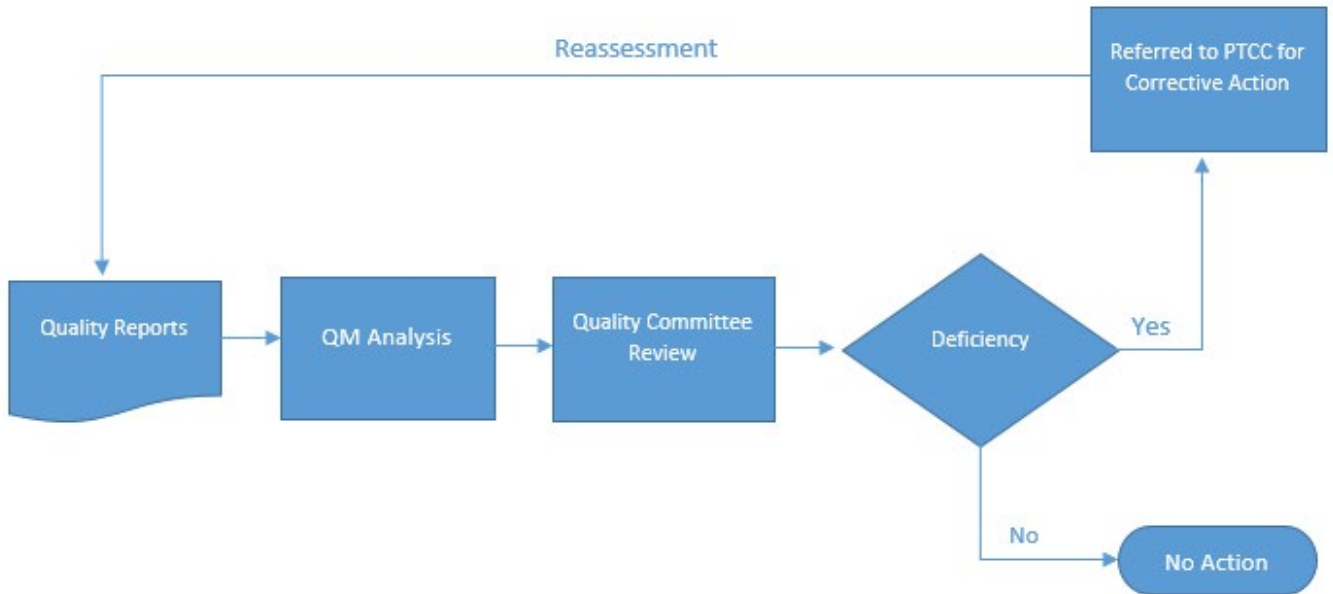 Reassessment
Referred to PTCC for
Corrective Action
Quality Reports
QM Analysis
Quality Committee
Review
Deficiency
Yes
No
No Action